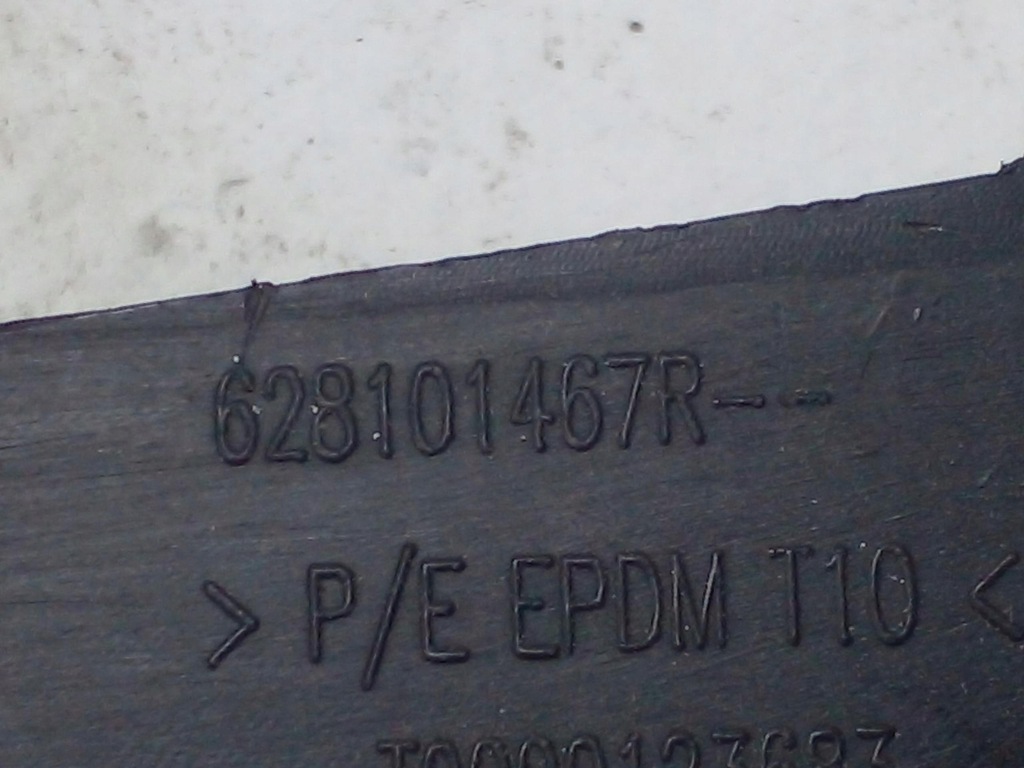 628101467R--
> P/E EPDM T10 <